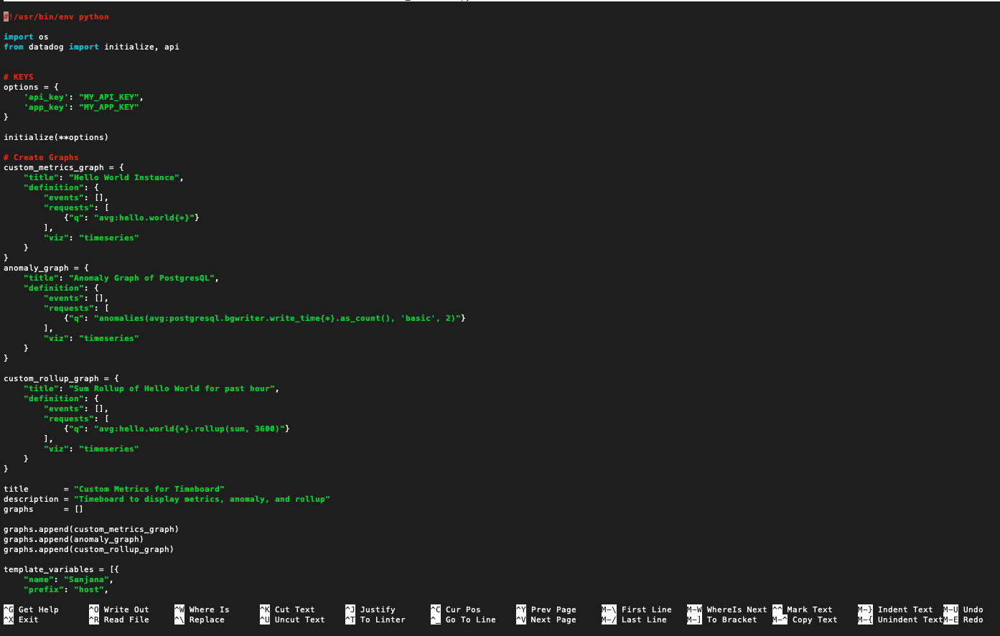 #!/usr/bin/env python

import os
from datadog import initialize, api


# KEYS
options = {
    'api_key': "MY_API_KEY",
    'app_key': "MY_APP_KEY"
}

initialize(**options)

# Create Graphs
custom_metrics_graph = {
    "title": "Hello World Instance",
    "definition": {
        "events": [],
        "requests": [
            {"q": "avg:hello.world{*}"}
        ],
        "viz": "timeseries"
    }
}
anomaly_graph = {
    "title": "Anomaly Graph of PostgresQL",
    "definition": {
        "events": [],
        "requests": [
            {"q": "anomalies(avg:postgresql.bgwriter.write_time{*}.as_count(), 'basic', 2)"}
        ],
        "viz": "timeseries"
    }
}

custom_rollup_graph = {
    "title": "Sum Rollup of Hello World for past hour",
    "definition": {
        "events": [],
        "requests": [
            {"q": "avg:hello.world{*}.rollup(sum, 3600)"}
        ],
        "viz": "timeseries"
    }
}

title       = "Custom Metrics for Timeboard"
description = "Timeboard to display metrics, anomaly, and rollup"
graphs      = []

graphs.append(custom_metrics_graph)
graphs.append(anomaly_graph)
graphs.append(custom_rollup_graph)

template_variables = [{
    "name": "Sanjana",
    "prefix": "host",

^G Get Help ^O Write Out ^W Where Is ^K Cut Text ^J Justify ^C Cur Pos ^Y Prev Page M-\ First Line M-W WhereIs Next ^^ Mark Text M-} Indent Text M-U Undo
^X Exit ^R Read File ^\ Replace ^U Uncut Text ^T To Linter ^_ Go To Line ^V Next Page M-/ Last Line M-] To Bracket M-^ Copy Text M-{ Unindent Text M-E Redo